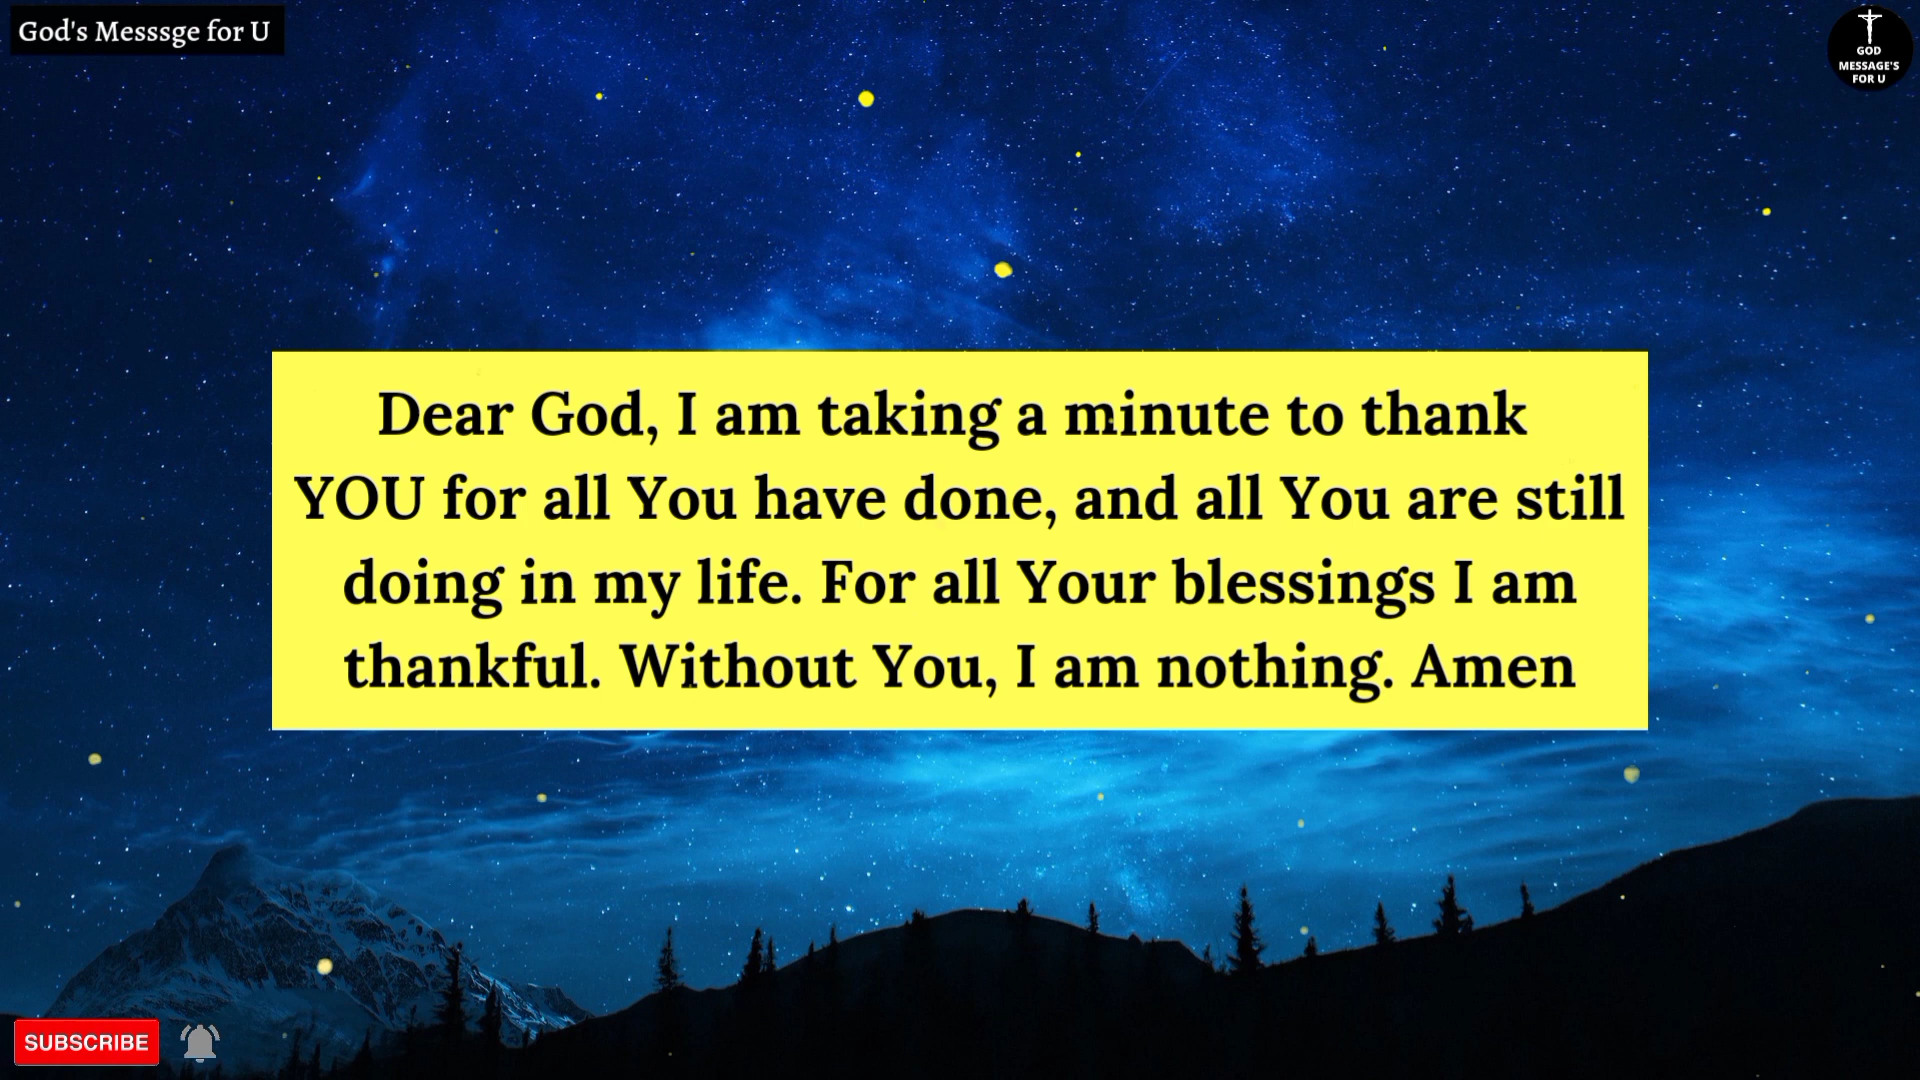 God's Messsge for U
GOD
MESSAGE'S
FOR U
Dear God, I am taking a minute to thank
YOU for all You have done, and all You are still
doing in my life. For all Your blessings I am
thankful. Without You, I am nothing. Amen
SUBSCRIBE